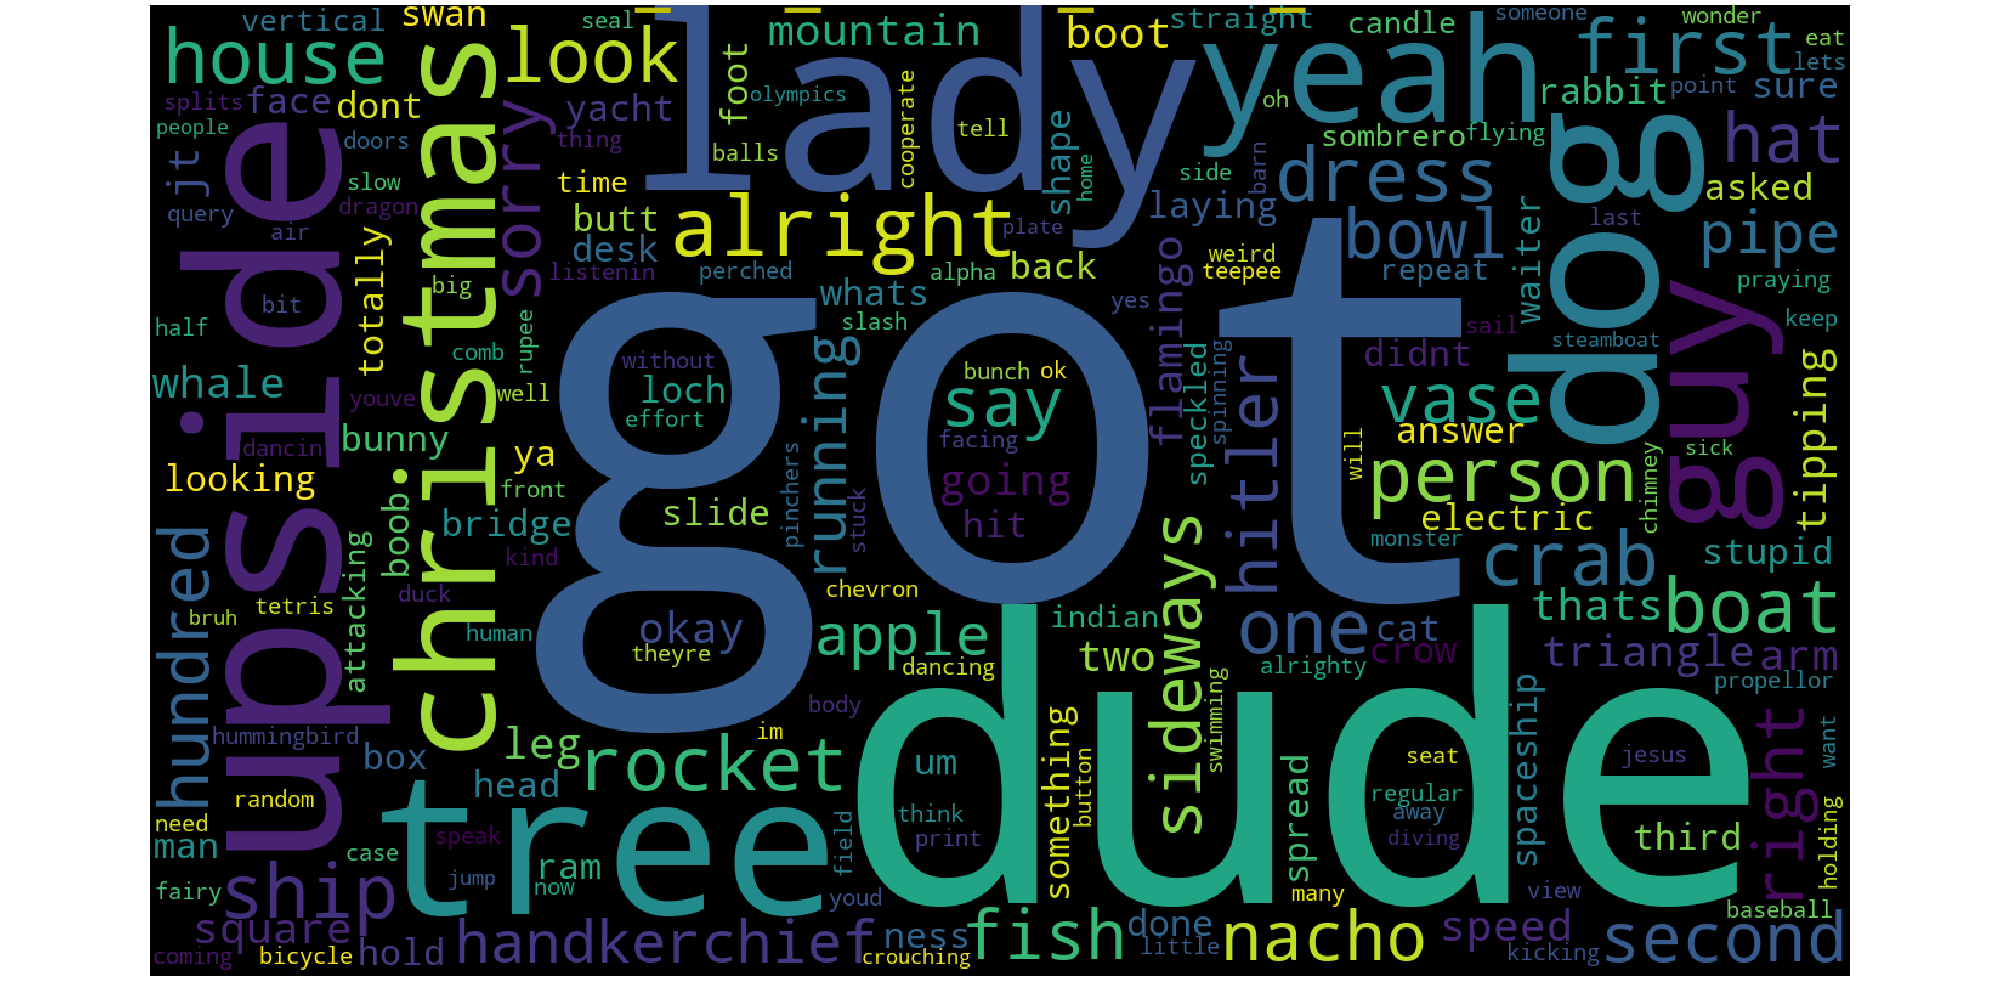 vertical
swan
seal
mountain
boot
straight
candle
someone
wonder
house
look
lady
yeah
first
eat
lets
splits
face
dont
yacht
foot
olympics
cooperate
tell
oh
rabbit
point
sure
people
doors
sorry
thing
balls
shape
home
sombrero
flying
hat
jt
upside
christmas
slow
time
side
barn
dress
dog
asked
query
dragon
butt
alright
laying
bowl
waiter
last
pipe
air
totally
desk
plate
flamingo
weird
teepee
repeat
guy
praying
bit
big
listenin
perched
alpha
back
whats
yes
half
comb
rupee
slash
got
sail
keep
steamboat
whale
youve
well
without
loch
effort
running
bunch
ok
say
facing
speckled
spinning
hitler
didnt
vase
tipping
dancin
bunny
ya
answer
sick
looking
boob
front
pinchers
stuck
going
hit
will
person
chimney
hundred
bridge
slide
sideways
electric
attacking
kind
monster
crab
stupid
bruh
tetris
duck
chevron
human
okay
theyre
apple
indian
thats
boat
dancing
two
one
cat
crow
triangle
arm
hummingbird
body
swimming
alrighty
propellor
box
leg
im
rocket
um
something
dude
seat
spaceship
jesus
right
want
random
head
button
spread
regular
need
tree
think
away
man
case
speak
ram
field
print
diving
third
holding
fairy
ship
jump
now
youd
many
view
baseball
square
hold
handkerchief
ness
fish
done
nacho
speed
second
coming
bicycle
crouching
little
kicking